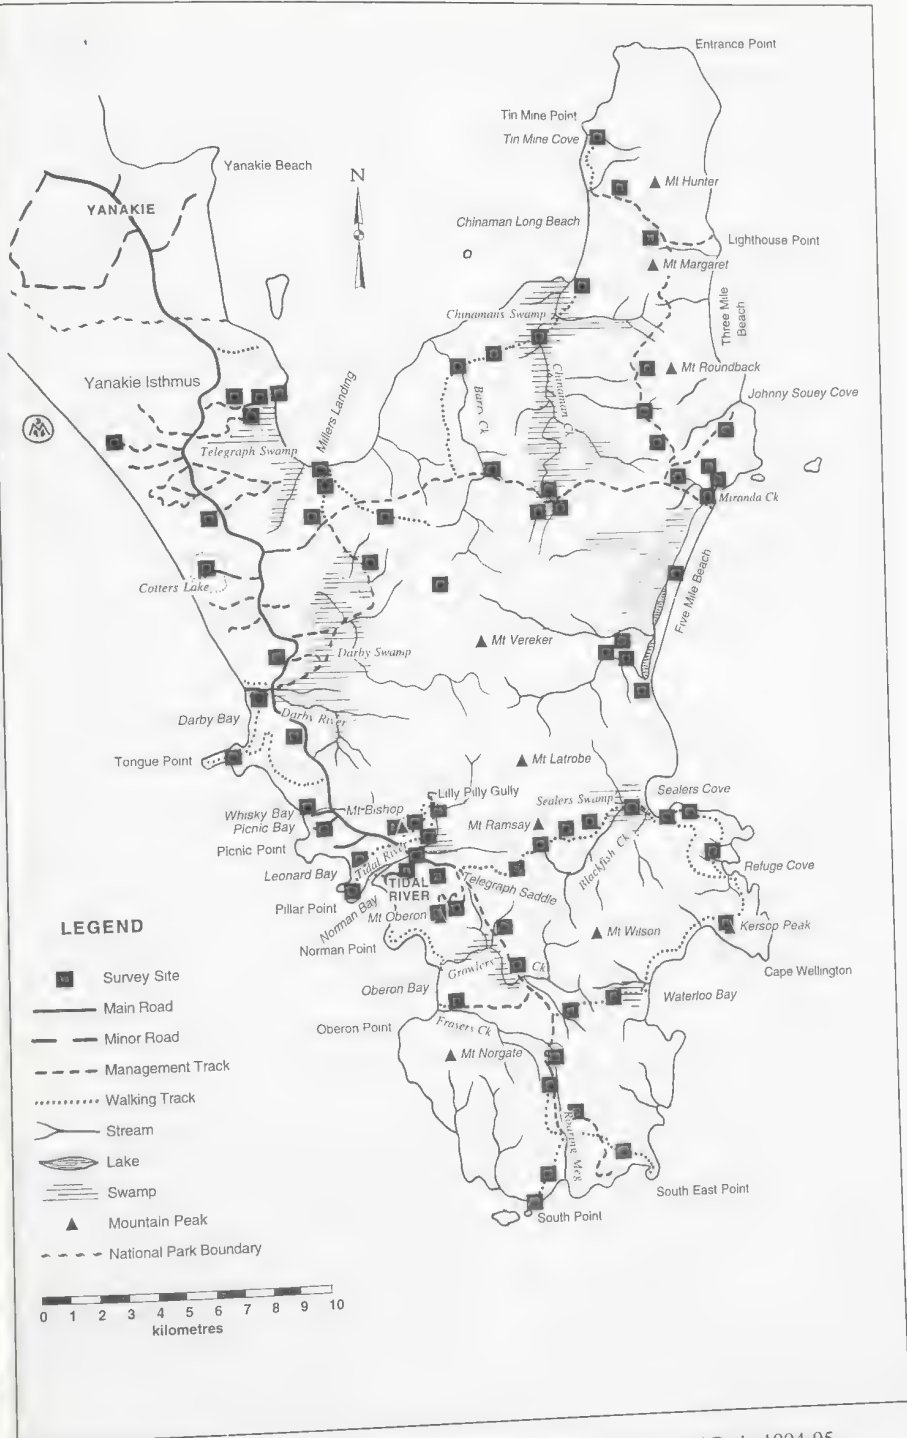 Entrance Point
Tin Mine Point
Tin Mine Cove
Yanakie Beach
N
Mt Hunter
YANAKIE
Chinaman Long Beach
Lighthouse Point
Mt Margaret
Three Mile
Beach
Chinamans Swamp
Mt Roundback
Yanakie Isthmus
Millers Landing
Barrs Ck
Chinaman Ck
Johnny Souey Cove
Telegraph Swamp
Miranda Ck
Cotters Lake
Five Mile Beach
Mt Vereker
Darby Swamp
Darby Bay
Darby River
Tongue Point
Mt Latrobe
Lilly Pilly Gully
Sealers Swamp
Sealers Cove
Whisky Bay
Mt Bishop
Picnic Bay
Mt Ramsay
Picnic Point
Tidal River
Blackfish Ck
Refuge Cove
Leonard Bay
Telegraph Saddle
TIDAL
RIVER
Pillar Point
Norman Bay
Mt Oberon
Kersop Peak
Mt Wilson
Norman Point
Growlers Ck
Cape Wellington
Oberon Bay
Waterloo Bay
Oberon Point
Frasers Ck
Mt Norgate
Roaring Meg
South East Point
South Point
LEGEND
Survey Site
Main Road
Minor Road
Management Track
Walking Track
Stream
Lake
Swamp
Mountain Peak
National Park Boundary
0 1 2 3 4 5 6 7 8 9 10
kilometres
1994-95